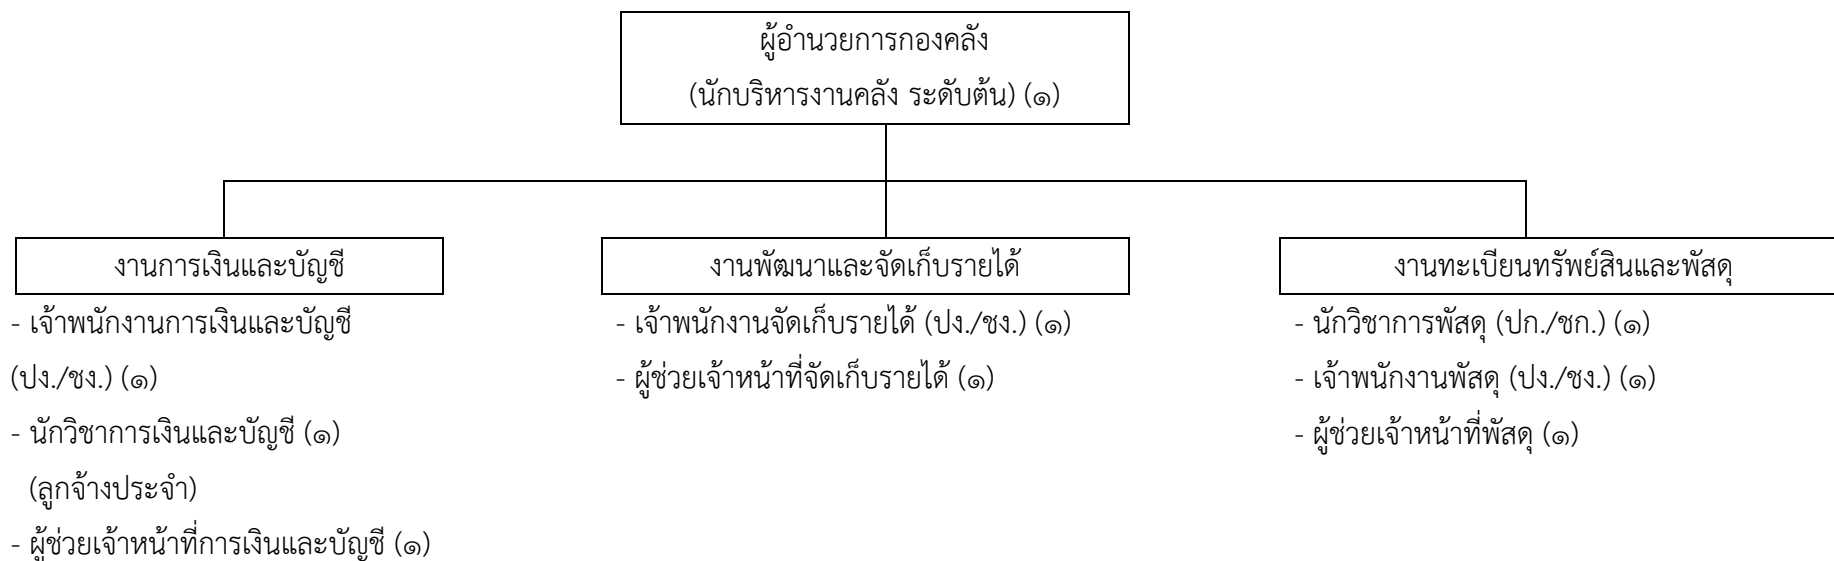 ผู้อำนวยการกองคลัง
(นักบริหารงานคลัง ระดับต้น) (๑)
งานการเงินและบัญชี
- เจ้าพนักงานการเงินและบัญชี
(ปง./ชง.) (๑)
- นักวิชาการเงินและบัญชี (๑)
(ลูกจ้างประจำ)
- ผู้ช่วยเจ้าหน้าที่การเงินและบัญชี (๑)
งานพัฒนาและจัดเก็บรายได้
- เจ้าพนักงานจัดเก็บรายได้ (ปง./ชง.) (๑)
- ผู้ช่วยเจ้าหน้าที่จัดเก็บรายได้ (๑)
งานทะเบียนทรัพย์สินและพัสดุ
- นักวิชาการพัสดุ (ปก./ชก.) (๑)
- เจ้าพนักงานพัสดุ (ปง./ชง.) (๑)
- ผู้ช่วยเจ้าหน้าที่พัสดุ (๑)